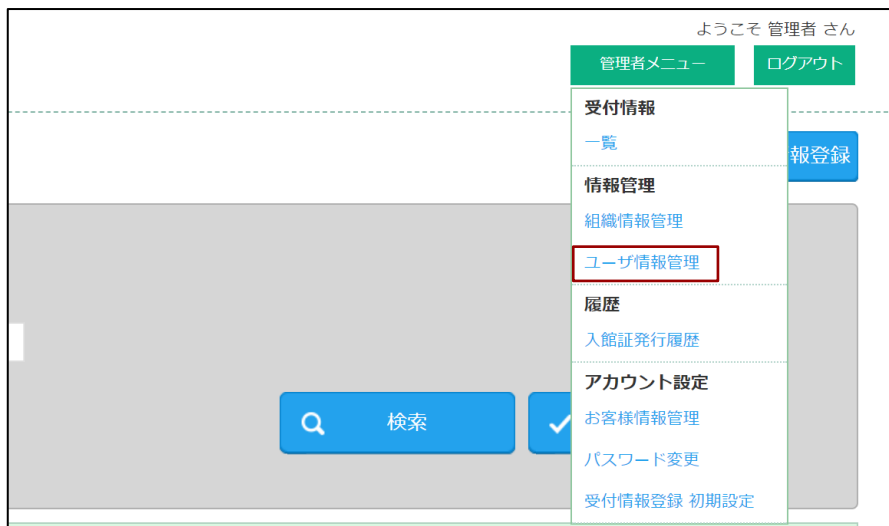 ようこそ 管理者 さん
管理者メニュー ログアウト
受付情報
一覧
報登録
情報管理
組織情報管理
ユーザ情報管理
履歴
入館証発行履歴
アカウント設定
検索
お客様情報管理
パスワード変更
受付情報登録 初期設定